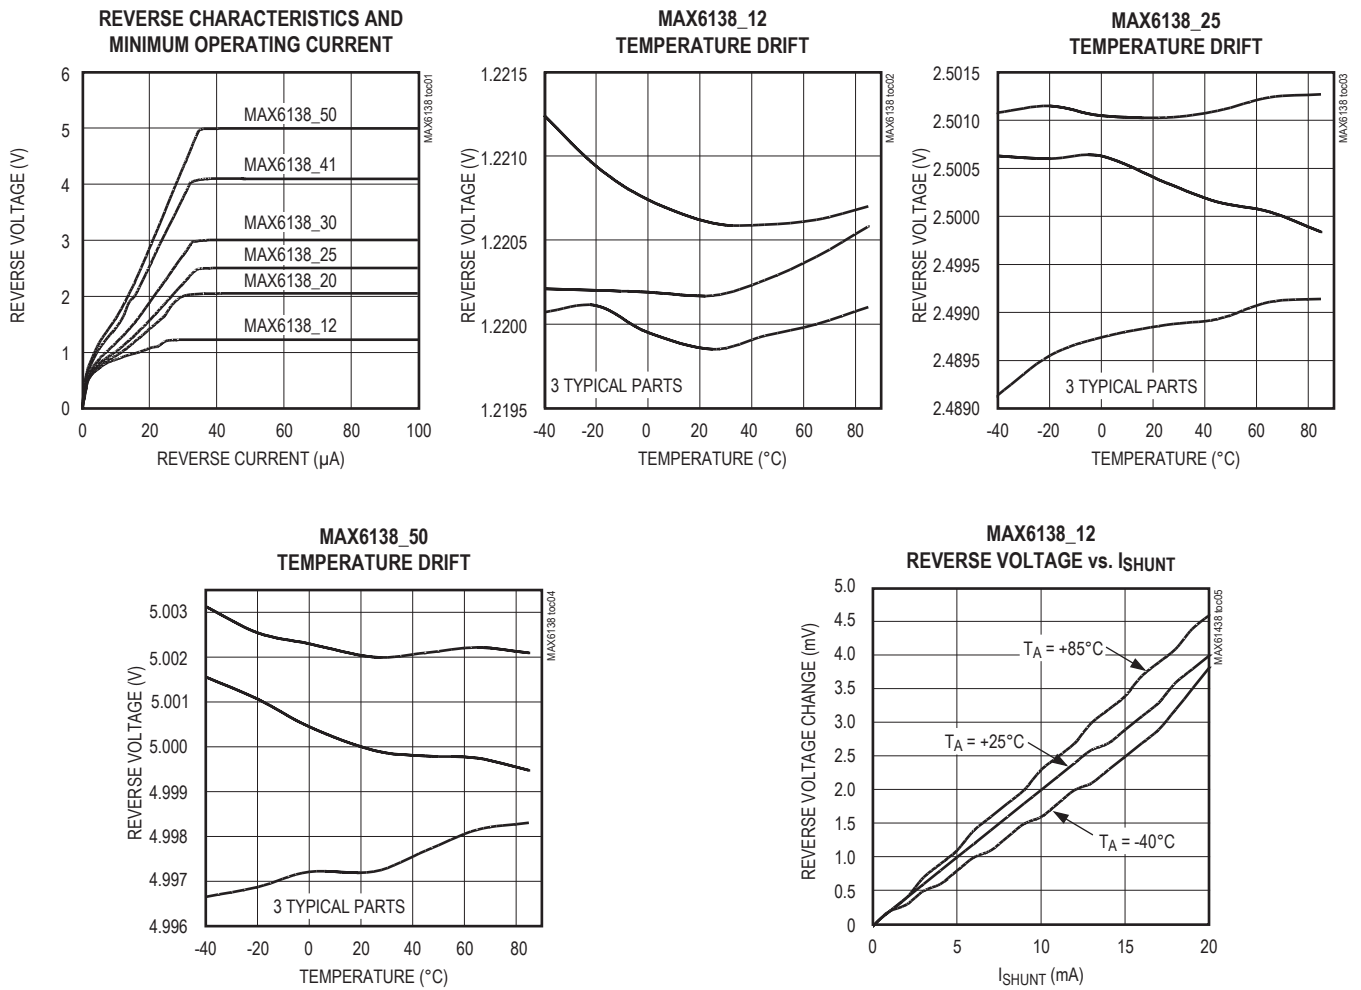 REVERSE CHARACTERISTICS AND
MINIMUM OPERATING CURRENT
6
5
4
3
2
1
0
REVERSE VOLTAGE (V)
MAX6138_50
MAX6138_41
MAX6138_30
MAX6138_25
MAX6138_20
MAX6138_12
MAX6138 toc01
0 20 40 60 80 100
REVERSE CURRENT (µA)
MAX6138_12
TEMPERATURE DRIFT
1.2215
1.2210
1.2205
1.2200
1.2195
REVERSE VOLTAGE (V)
3 TYPICAL PARTS
MAX6138 toc02
-40 -20 0 20 40 60 80
TEMPERATURE (°C)
MAX6138_25
TEMPERATURE DRIFT
2.5015
2.5010
2.5005
2.5000
2.4995
2.4990
2.4895
2.4890
REVERSE VOLTAGE (V)
3 TYPICAL PARTS
MAX6138 toc03
-40 -20 0 20 40 60 80
TEMPERATURE (°C)
MAX6138_50
TEMPERATURE DRIFT
5.003
5.002
5.001
5.000
4.999
4.998
4.997
4.996
REVERSE VOLTAGE (V)
3 TYPICAL PARTS
MAX6138 toc04
-40 -20 0 20 40 60 80
TEMPERATURE (°C)
MAX6138_12
REVERSE VOLTAGE vs. ISHUNT
5.0
4.5
4.0
3.5
3.0
2.5
2.0
1.5
1.0
0.5
0
REVERSE VOLTAGE CHANGE (mV)
TA = +85°C
TA = +25°C
TA = -40°C
MAX61438 toc05
0 5 10 15 20
ISHUNT (mA)